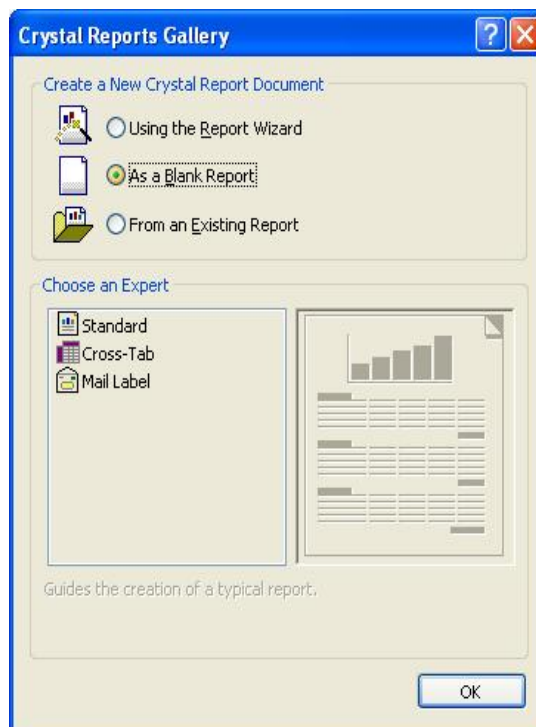 Crystal Reports Gallery
Create a New Crystal Report Document
Using the Report Wizard
As a Blank Report
From an Existing Report
Choose an Expert
Standard
Cross-Tab
Mail Label
Guides the creation of a typical report.
OK